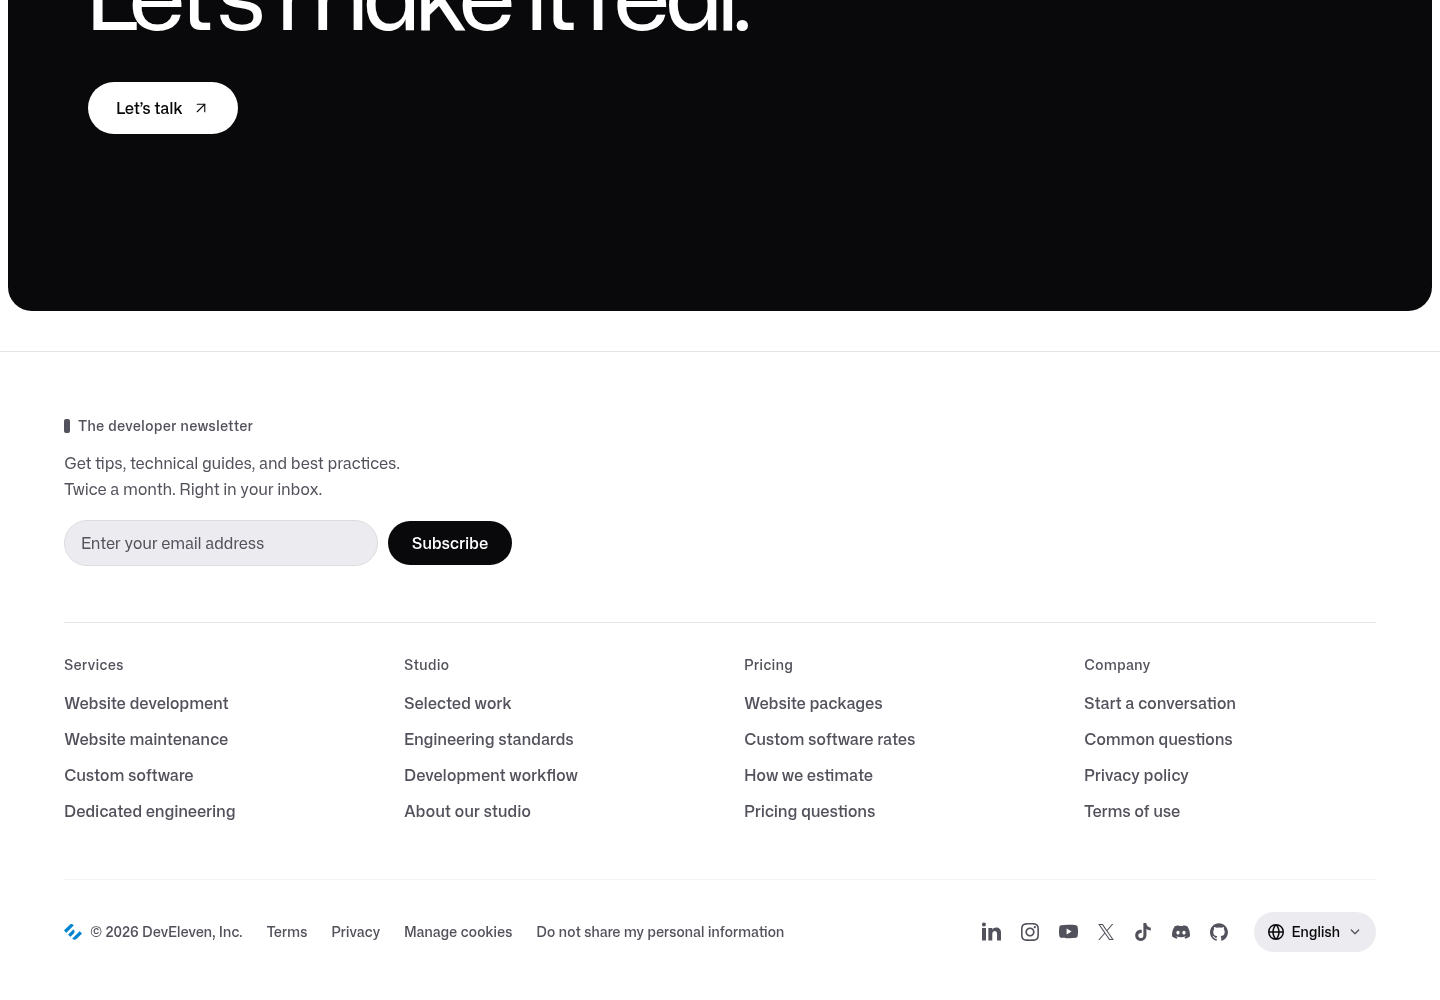 Let's make it real.
Let’s talk
The developer newsletter
Get tips, technical guides, and best practices.
Twice a month. Right in your inbox.
Enter your email address
Subscribe
Services
Website development
Website maintenance
Custom software
Dedicated engineering
Studio
Selected work
Engineering standards
Development workflow
About our studio
Pricing
Website packages
Custom software rates
How we estimate
Pricing questions
Company
Start a conversation
Common questions
Privacy policy
Terms of use
© 2026 DevEleven, Inc.
Terms
Privacy
Manage cookies
Do not share my personal information
English